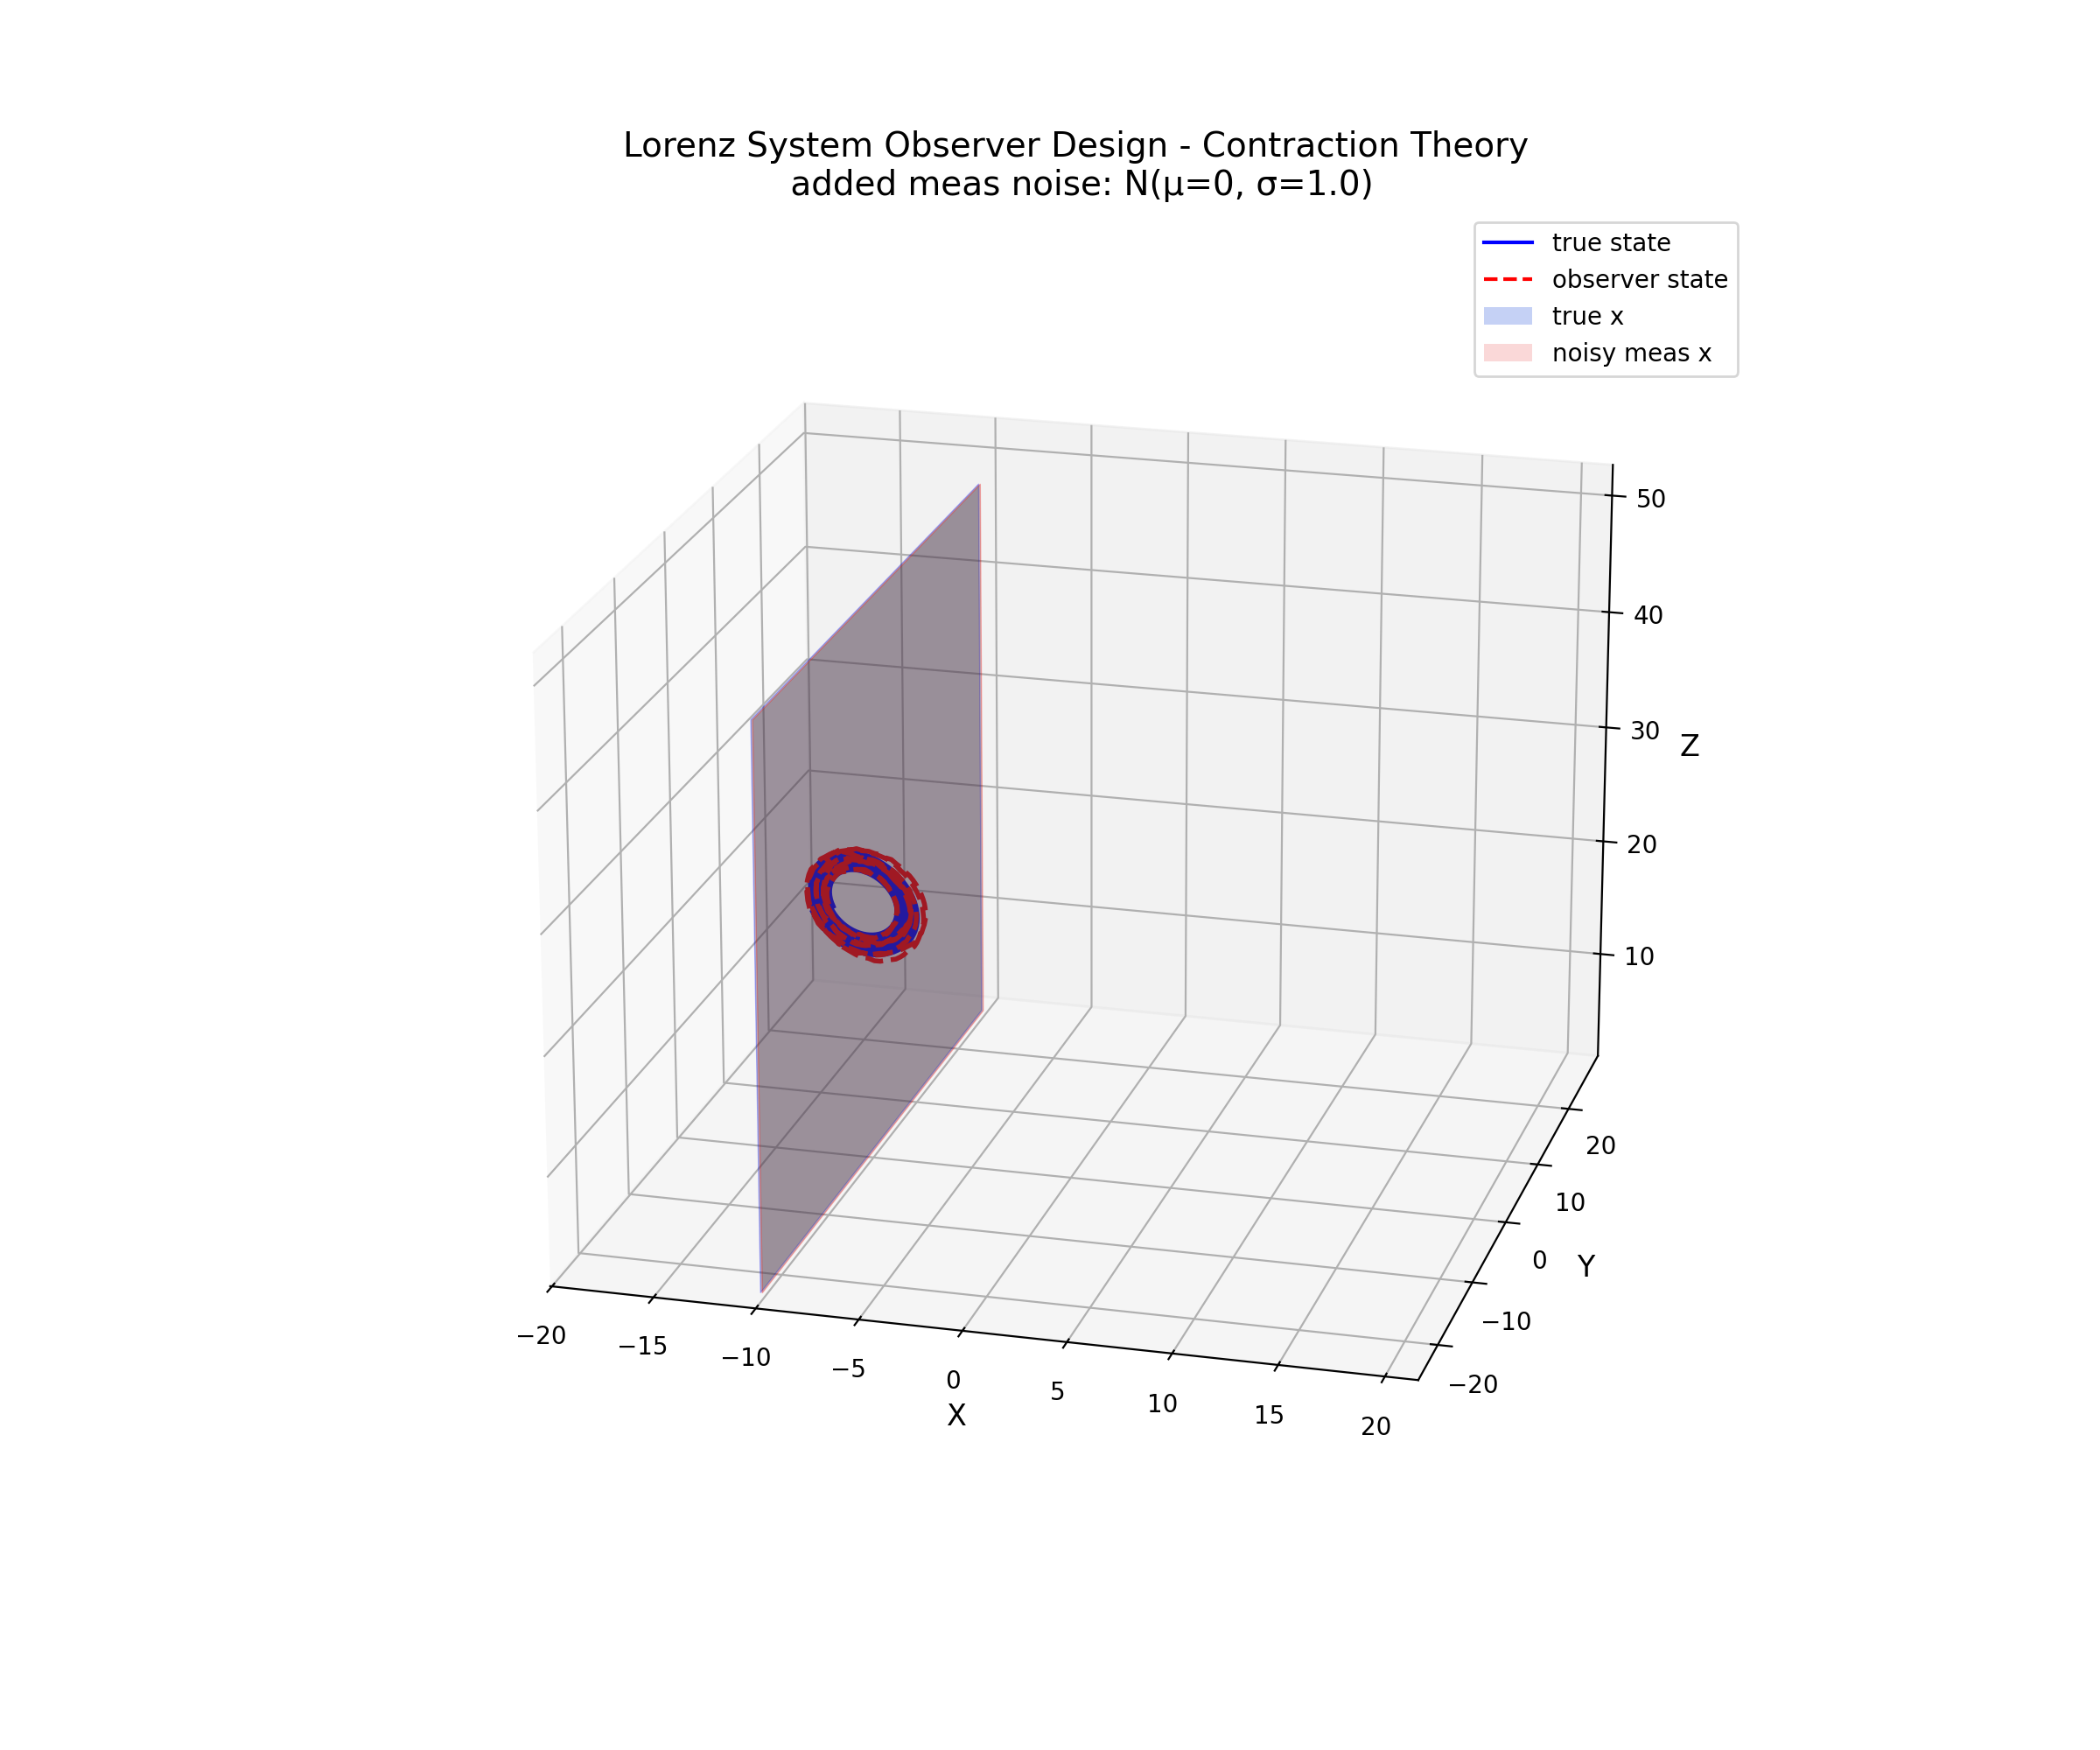 Lorenz System Observer Design - Contraction Theory
added meas noise: N(μ=0, σ=1.0)
true state
observer state
true x
noisy meas x
50
40
30
20
10
Z
20
10
0
−10
−20
Y
−20
−15
−10
−5
0
5
10
15
20
X